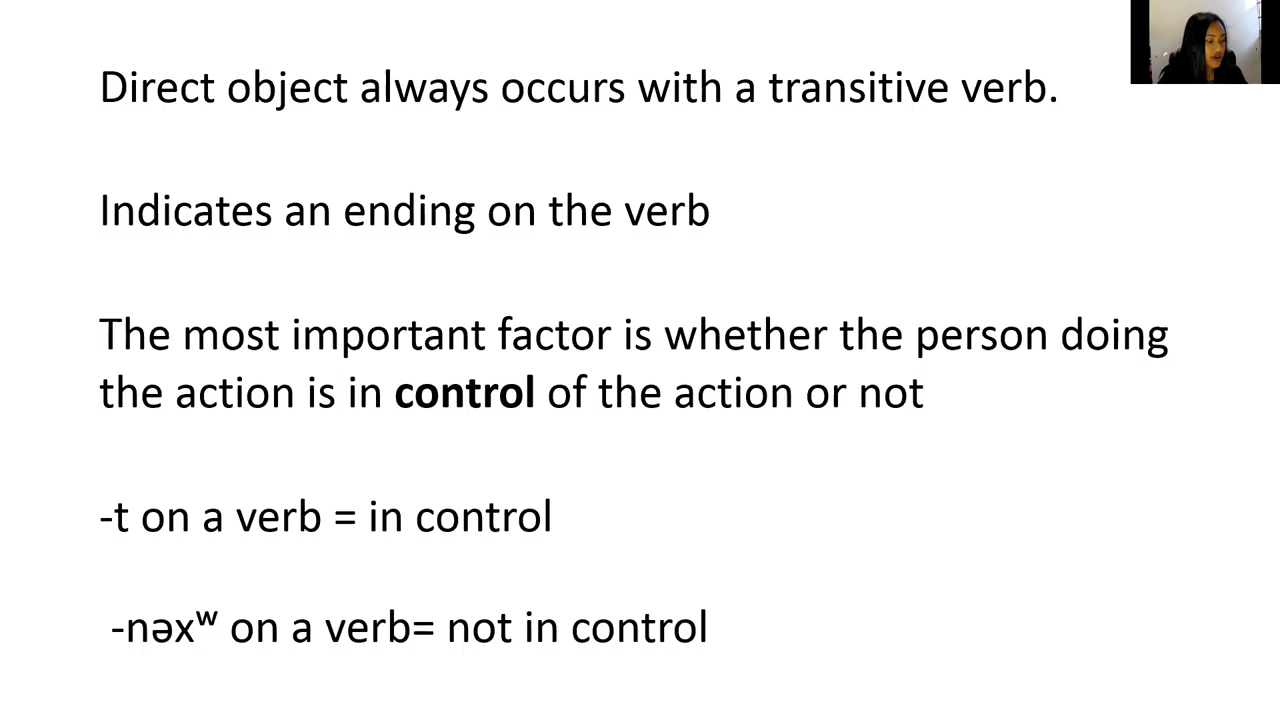 Direct object always occurs with a transitive verb.
Indicates an ending on the verb
The most important factor is whether the person doing
the action is in control of the action or not
-t on a verb = in control
-nəxʷ on a verb= not in control